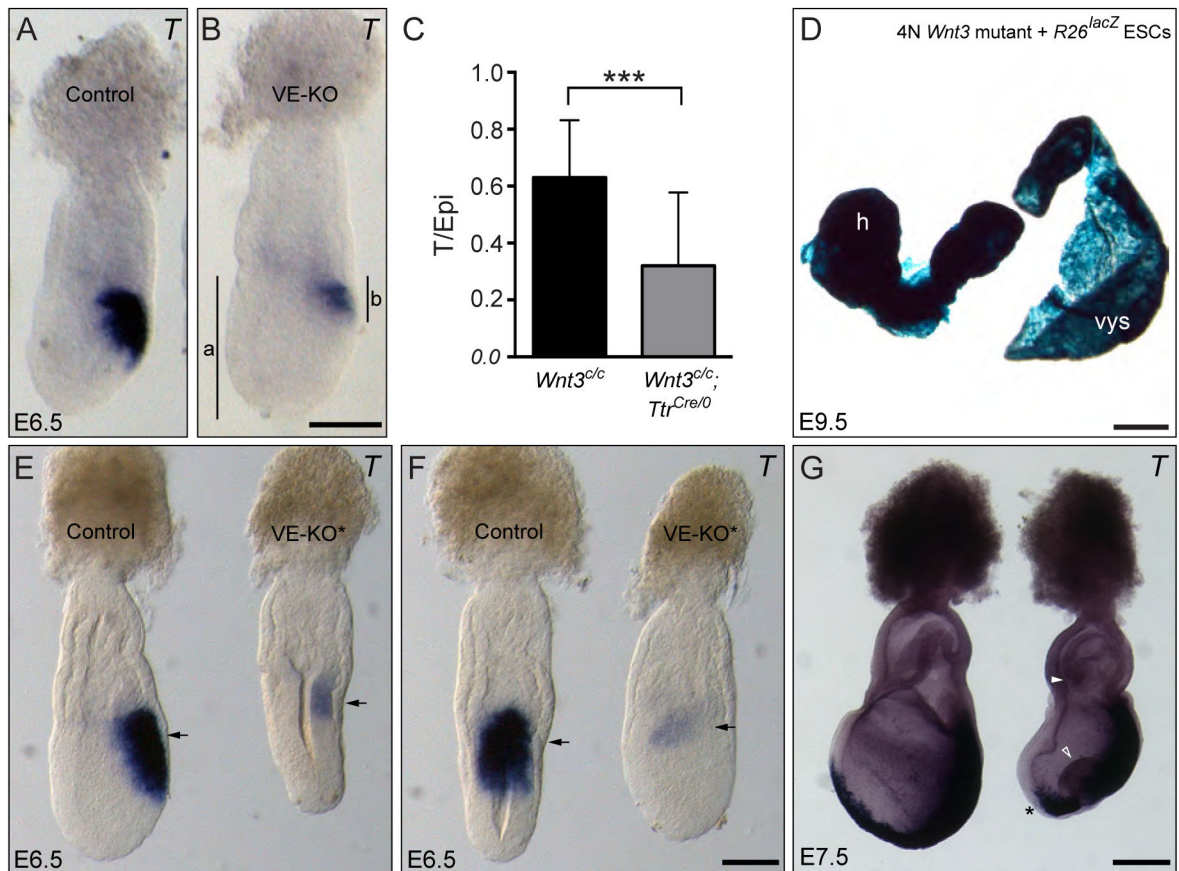 A
T
Control
E6.5
B
T
VE-KO
a
b
C
***
T/Epi
1.0
0.8
0.6
0.4
0.2
0.0
Wnt3c/c
Wnt3c/c;
TtrCre/0
D
4N Wnt3 mutant + R26lacZ ESCs
h
vys
E9.5
E
T
Control
VE-KO*
E6.5
F
T
Control
VE-KO*
E6.5
G
T
*
E7.5